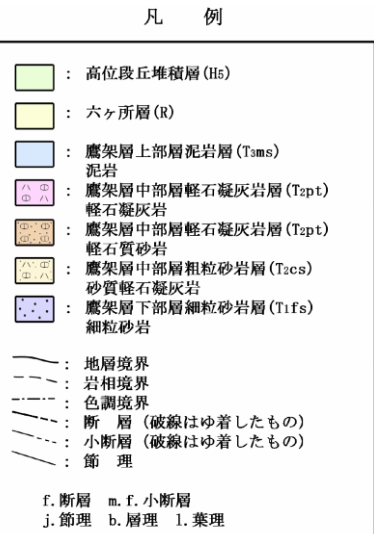 凡 例
: 高位段丘堆積層(H5)
: 六ヶ所層(R)
: 鷹架層上部層泥岩層(T3ms)
泥岩
: 鷹架層中部層軽石凝灰岩層(T2pt)
軽石凝灰岩
: 鷹架層中部層軽石凝灰岩層(T2pt)
軽石質砂岩
: 鷹架層中部層粗粒砂岩層(T2cs)
砂質軽石凝灰岩
: 鷹架層下部層細粒砂岩層(T1fs)
細粒砂岩
: 地層境界
: 岩相境界
: 色調境界
: 断 層 (破線はゆ着したもの)
: 小断層 (破線はゆ着したもの)
: 節 理
f.断層 m.f.小断層
j.節理 b.層理 l.葉理